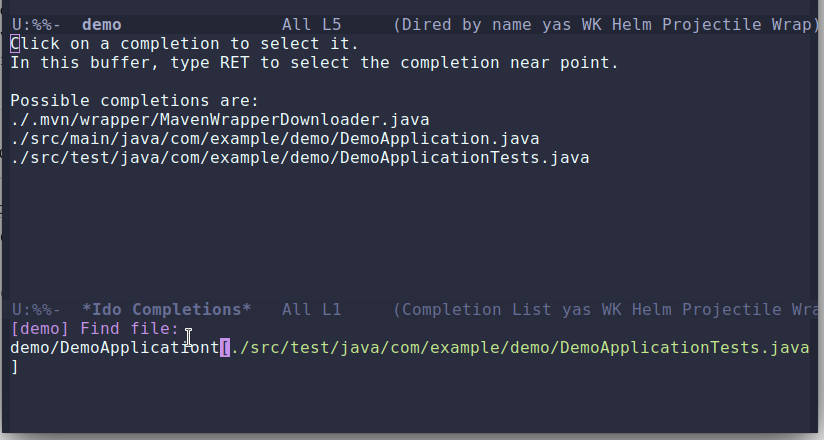 U:%%-  demo                All L5     (Dired by name yas WK Helm Projectile Wrap)
Click on a completion to select it.
In this buffer, type RET to select the completion near point.
Possible completions are:
./.mvn/wrapper/MavenWrapperDownloader.java
./src/main/java/com/example/demo/DemoApplication.java
./src/test/java/com/example/demo/DemoApplicationTests.java
U:%%-  *Ido Completions*   All L1     (Completion List yas WK Helm Projectile Wra
[demo] Find file:
demo/DemoApplicationt[./src/test/java/com/example/demo/DemoApplicationTests.java
]